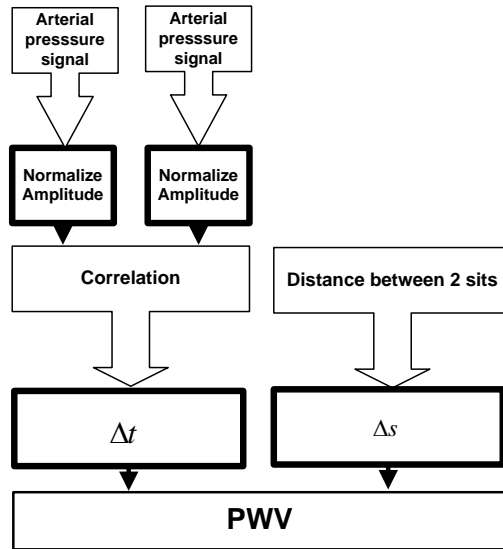 Arterial
presssure
signal
Arterial
presssure
signal
Normalize
Amplitude
Normalize
Amplitude
Correlation
Distance between 2 sits
Δt
Δs
PWV